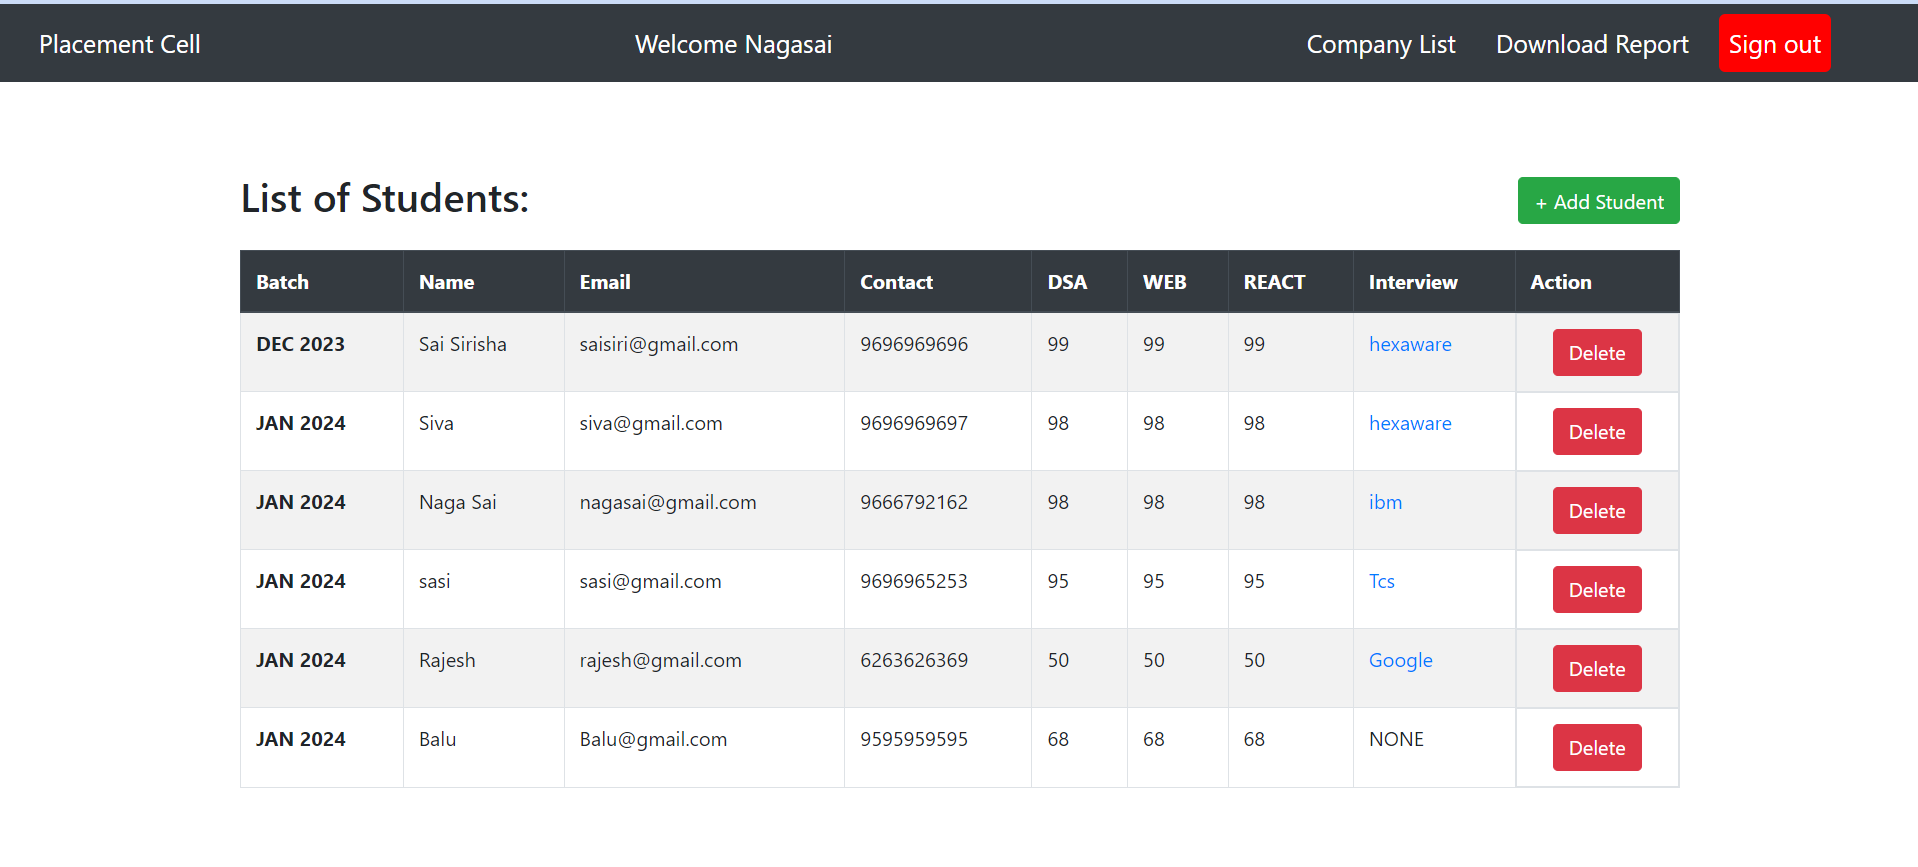 Placement Cell Welcome Nagasai Company List Download Report Sign out
List of Students: + Add Student
Batch Name Email Contact DSA WEB REACT Interview Action
DEC 2023 Sai Sirisha saisiri@gmail.com 9696969696 99 99 99 hexaware Delete
JAN 2024 Siva siva@gmail.com 9696969697 98 98 98 hexaware Delete
JAN 2024 Naga Sai nagasai@gmail.com 9666792162 98 98 98 ibm Delete
JAN 2024 sasi sasi@gmail.com 9696965253 95 95 95 Tcs Delete
JAN 2024 Rajesh rajesh@gmail.com 6263626369 50 50 50 Google Delete
JAN 2024 Balu Balu@gmail.com 9595959595 68 68 68 NONE Delete